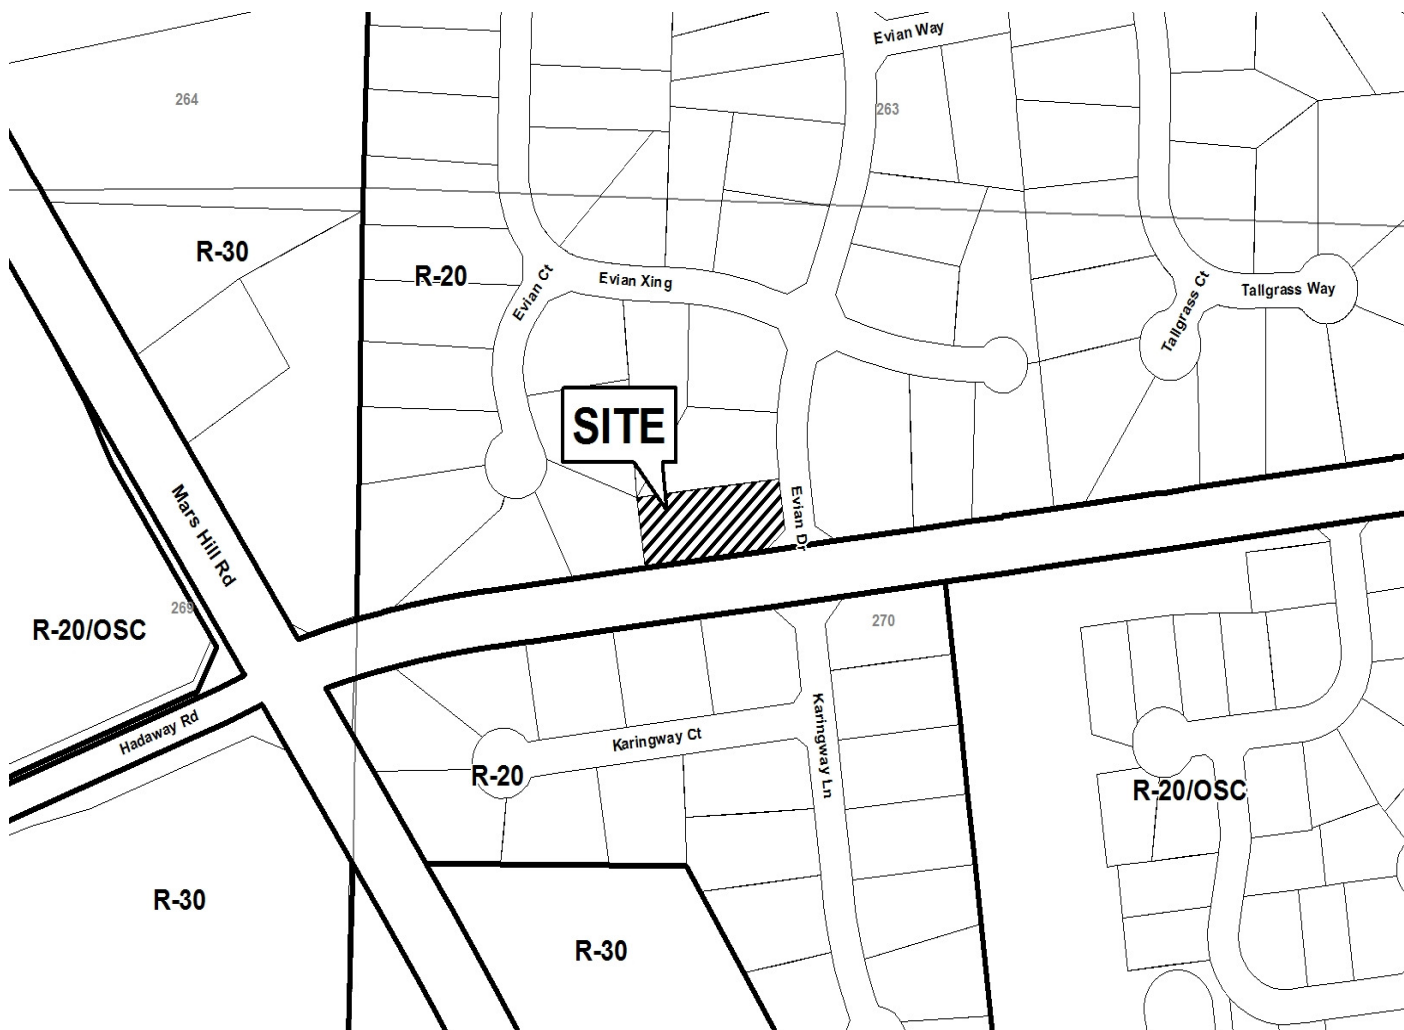 Evian Way
264
263
R-30
R-20
Evian Ct
Evian Xing
Tallgrass Ct
Tallgrass Way
SITE
Mars Hill Rd
Evian Dr
269
R-20/OSC
270
Hadaway Rd
Karingway Ct
Karingway Ln
R-20
R-20/OSC
R-30
R-30